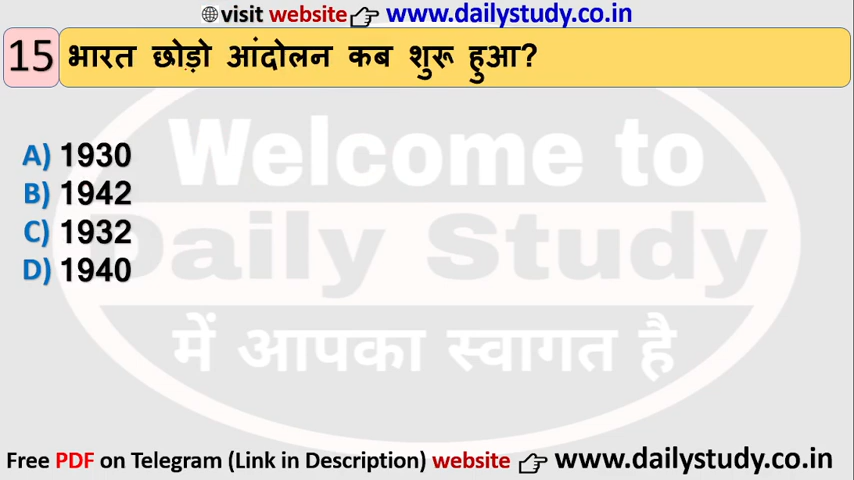 visit website www.dailystudy.co.in
15 भारत छोड़ो आंदोलन कब शुरू हुआ?
A) 1930
B) 1942
C) 1932
D) 1940
Welcome to
Daily Study
में आपका स्वागत है
Free PDF on Telegram (Link in Description) website www.dailystudy.co.in